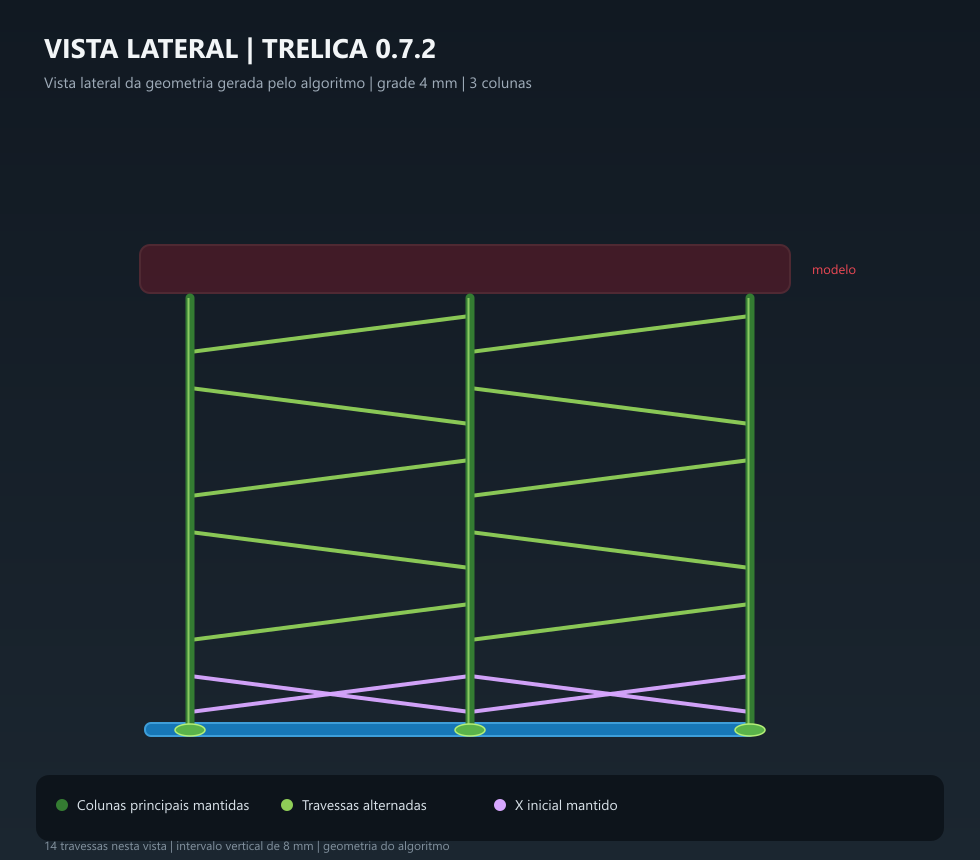 VISTA LATERAL | TRELICA 0.7.2
Vista lateral da geometria gerada pelo algoritmo | grade 4 mm | 3 colunas
modelo
Colunas principais mantidas
Travessas alternadas
X inicial mantido
14 travessas nesta vista | intervalo vertical de 8 mm | geometria do algoritmo